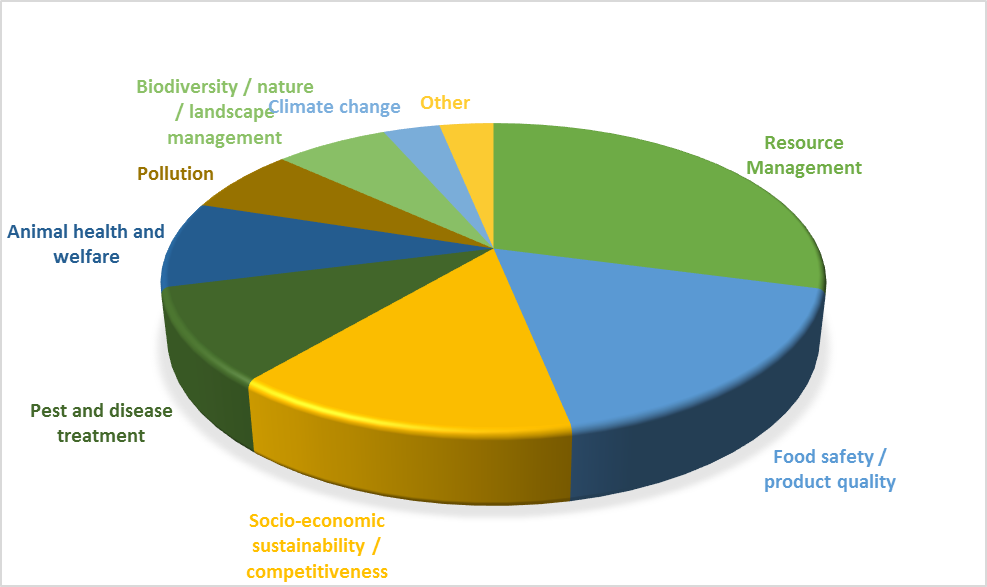 Biodiversity / nature
/ landscape
management
Climate change
Other
Resource
Management
Pollution
Animal health and
welfare
Pest and disease
treatment
Food safety /
product quality
Socio-economic
sustainability /
competitiveness